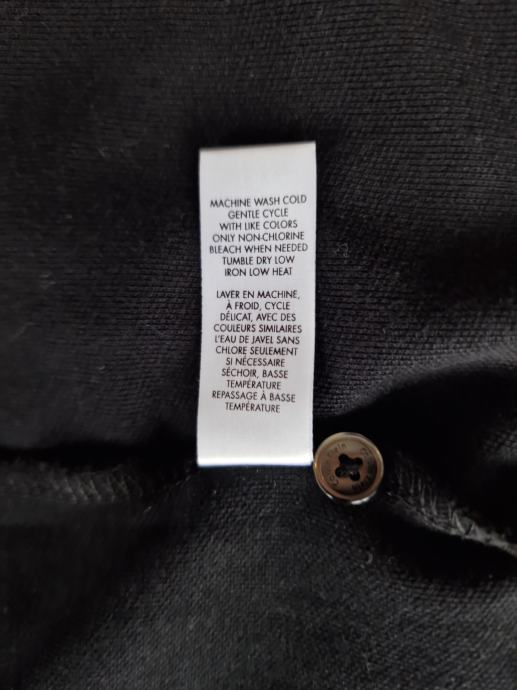 MACHINE WASH COLD
GENTLE CYCLE
WITH LIKE COLORS
ONLY NON-CHLORINE
BLEACH WHEN NEEDED
TUMBLE DRY LOW
IRON LOW HEAT
LAVER EN MACHINE,
À FROID, CYCLE
DÉLICAT, AVEC DES
COULEURS SIMILAIRES
L'EAU DE JAVEL SANS
CHLORE SEULEMENT
SI NÉCESSAIRE
SÉCHOIR, BASSE
TEMPÉRATURE
REPASSAGE À BASSE
TEMPÉRATURE